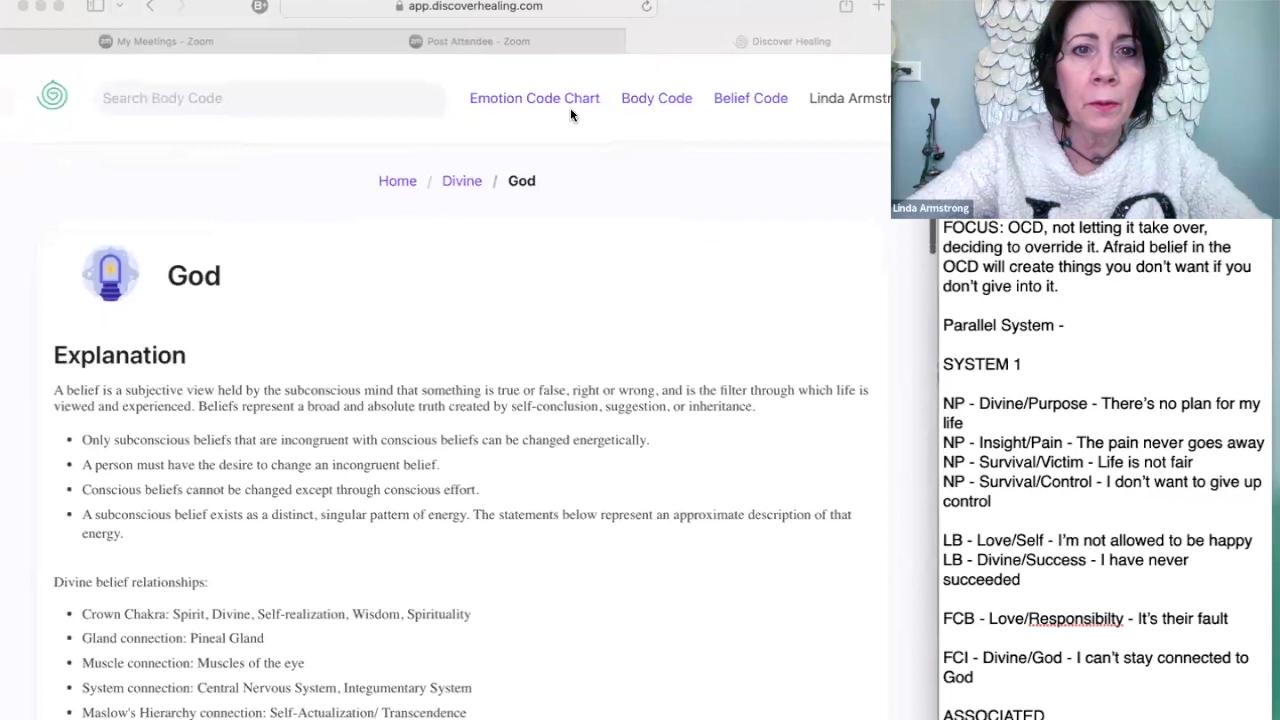 app.discoverhealing.com
My Meetings - Zoom
Post Attendee - Zoom
Discover Healing
Search Body Code
Emotion Code Chart
Body Code
Belief Code
Linda Armstr
Home / Divine / God
God
Explanation
A belief is a subjective view held by the subconscious mind that something is true or false, right or wrong, and is the filter through which life is
viewed and experienced. Beliefs represent a broad and absolute truth created by self-conclusion, suggestion, or inheritance.
• Only subconscious beliefs that are incongruent with conscious beliefs can be changed energetically.
• A person must have the desire to change an incongruent belief.
• Conscious beliefs cannot be changed except through conscious effort.
• A subconscious belief exists as a distinct, singular pattern of energy. The statements below represent an approximate description of that
energy.
Divine belief relationships:
• Crown Chakra: Spirit, Divine, Self-realization, Wisdom, Spirituality
• Gland connection: Pineal Gland
• Muscle connection: Muscles of the eye
• System connection: Central Nervous System, Integumentary System
• Maslow's Hierarchy connection: Self-Actualization/ Transcendence
Linda Armstrong
FOCUS: OCD, not letting it take over,
deciding to override it. Afraid belief in the
OCD will create things you don't want if you
don't give into it.
Parallel System -
SYSTEM 1
NP - Divine/Purpose - There's no plan for my
life
NP - Insight/Pain - The pain never goes away
NP - Survival/Victim - Life is not fair
NP - Survival/Control - I don't want to give up
control
LB - Love/Self - I'm not allowed to be happy
LB - Divine/Success - I have never
succeeded
FCB - Love/Responsibilty - It's their fault
FCI - Divine/God - I can't stay connected to
God
ASSOCIATED